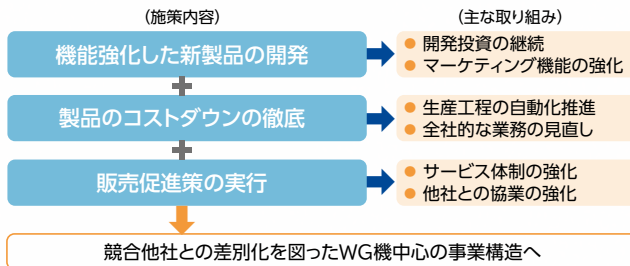 (施策内容)
(主な取り組み)
機能強化した新製品の開発
● 開発投資の継続
● マーケティング機能の強化
製品のコストダウンの徹底
● 生産工程の自動化推進
● 全社的な業務の見直し
販売促進策の実行
● サービス体制の強化
● 他社との協業の強化
競合他社との差別化を図ったWG機中心の事業構造へ